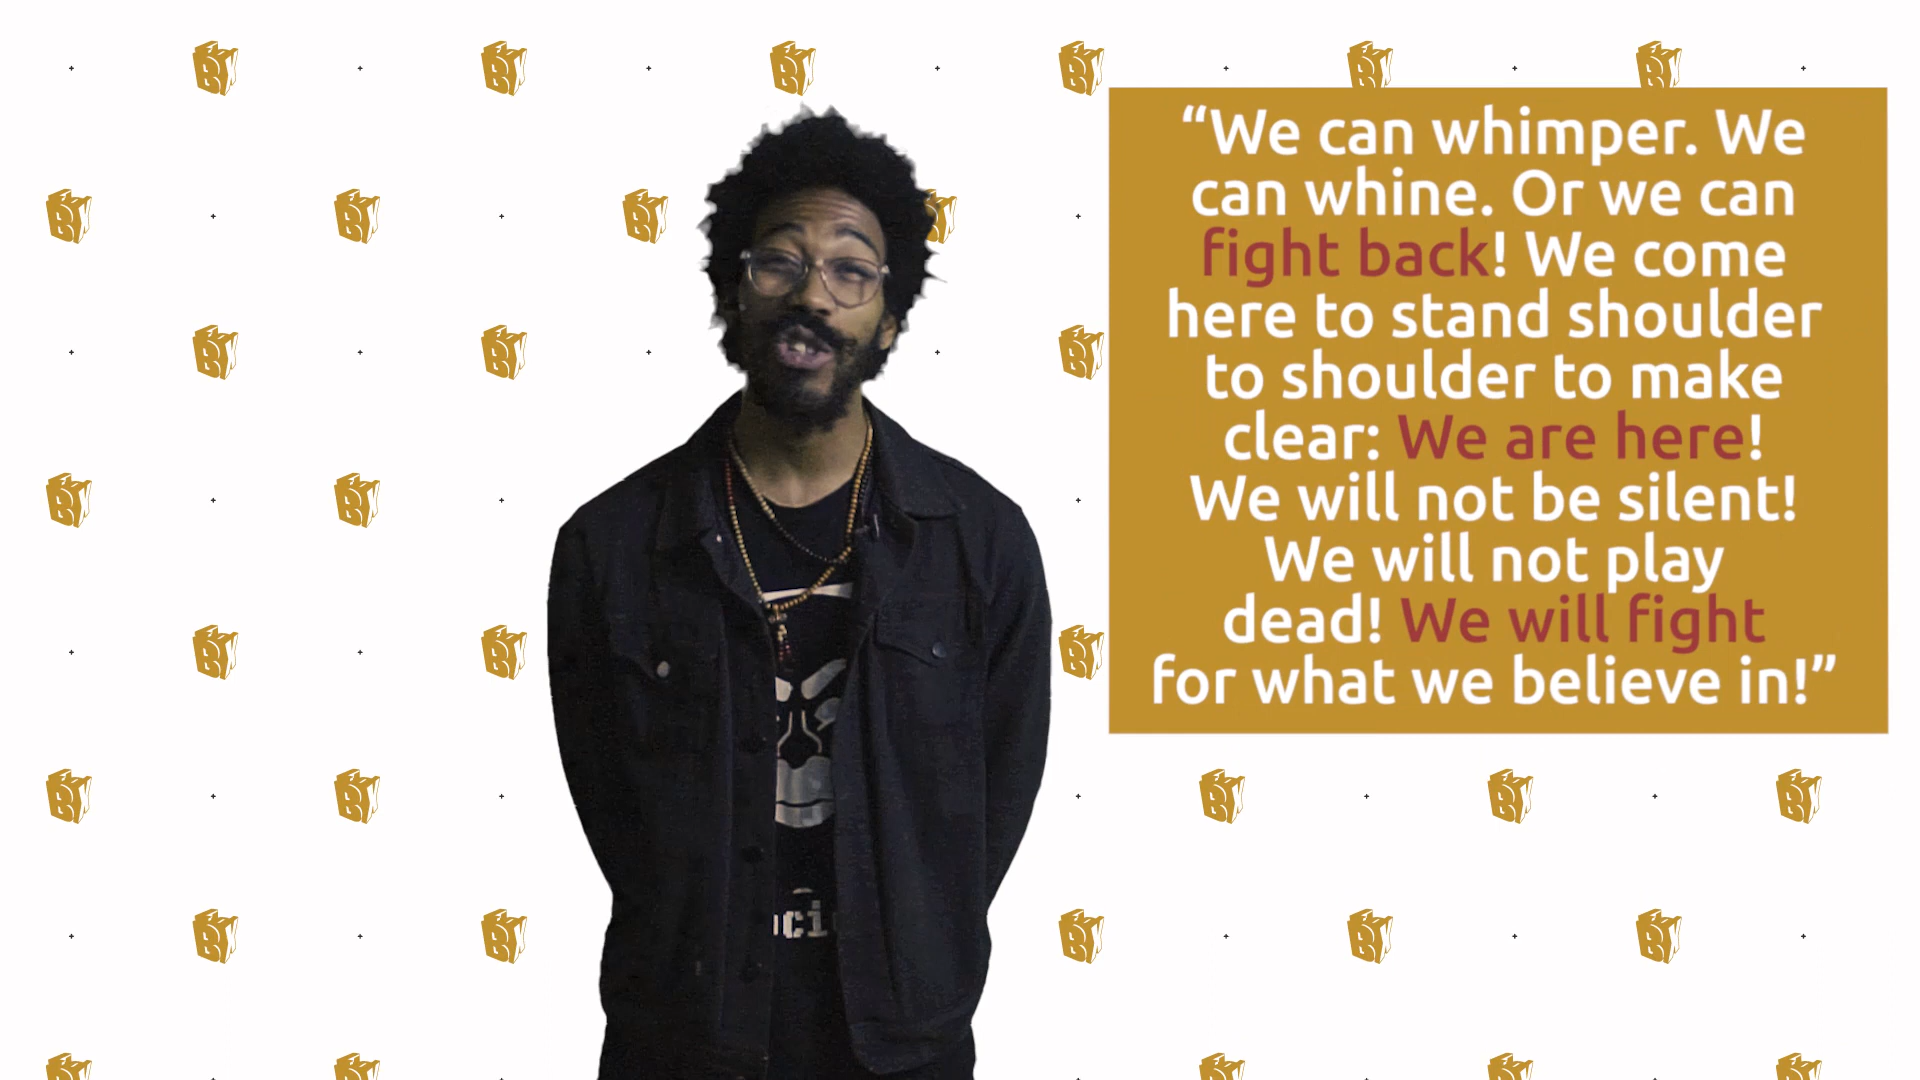 “We can whimper. We
can whine. Or we can
fight back! We come
here to stand shoulder
to shoulder to make
clear: We are here!
We will not be silent!
We will not play
dead! We will fight
for what we believe in!”